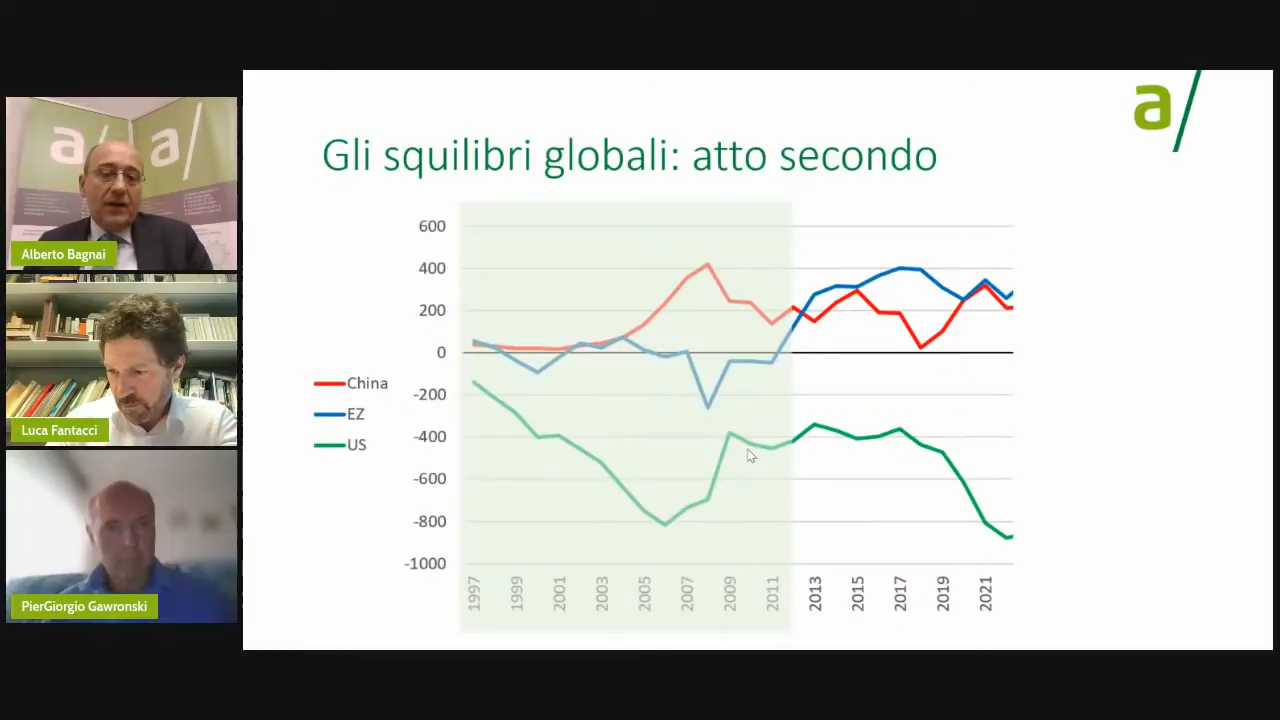 a/
Gli squilibri globali: atto secondo
a/ a/
Alberto Bagnai
Luca Fantacci
PierGiorgio Gawronski
600
400
200
0
-200
-400
-600
-800
-1000
China
EZ
US
1997 1999 2001 2003 2005 2007 2009 2011 2013 2015 2017 2019 2021